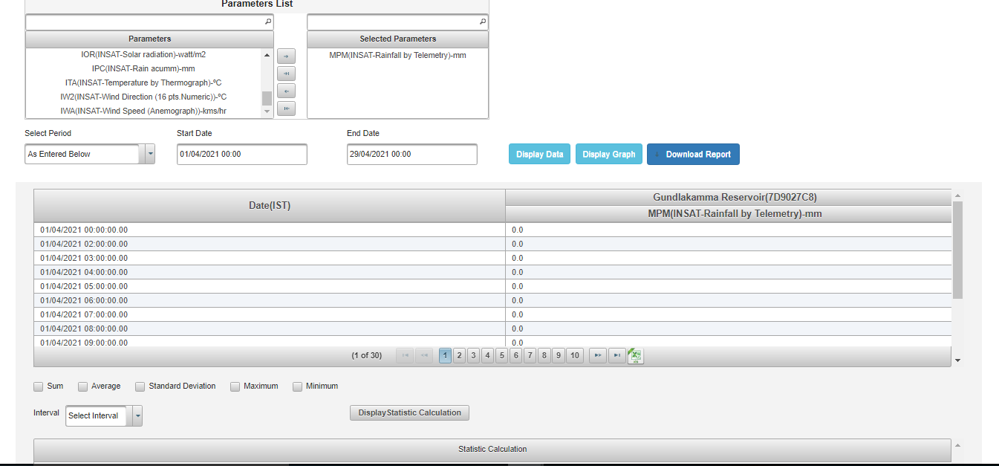 Parameters List
Parameters
Selected Parameters
IOR(INSAT-Solar radiation)-watt/m2
IPC(INSAT-Rain acumm)-mm
ITA(INSAT-Temperature by Thermograph)-ºC
IW2(INSAT-Wind Direction (16 pts.Numeric))-ºC
IWA(INSAT-Wind Speed (Anemograph))-kms/hr
MPM(INSAT-Rainfall by Telemetry)-mm
Select Period
Start Date
End Date
As Entered Below
01/04/2021 00:00
29/04/2021 00:00
Display Data
Display Graph
Download Report
Date(IST)
Gundlakamma Reservoir(7D9027C8)
MPM(INSAT-Rainfall by Telemetry)-mm
01/04/2021 00:00:00.00 0.0
01/04/2021 02:00:00.00 0.0
01/04/2021 03:00:00.00 0.0
01/04/2021 04:00:00.00 0.0
01/04/2021 05:00:00.00 0.0
01/04/2021 06:00:00.00 0.0
01/04/2021 07:00:00.00 0.0
01/04/2021 08:00:00.00 0.0
01/04/2021 09:00:00.00 0.0
(1 of 30) 1 2 3 4 5 6 7 8 9 10
Sum Average Standard Deviation Maximum Minimum
Interval Select Interval DisplayStatistic Calculation
Statistic Calculation